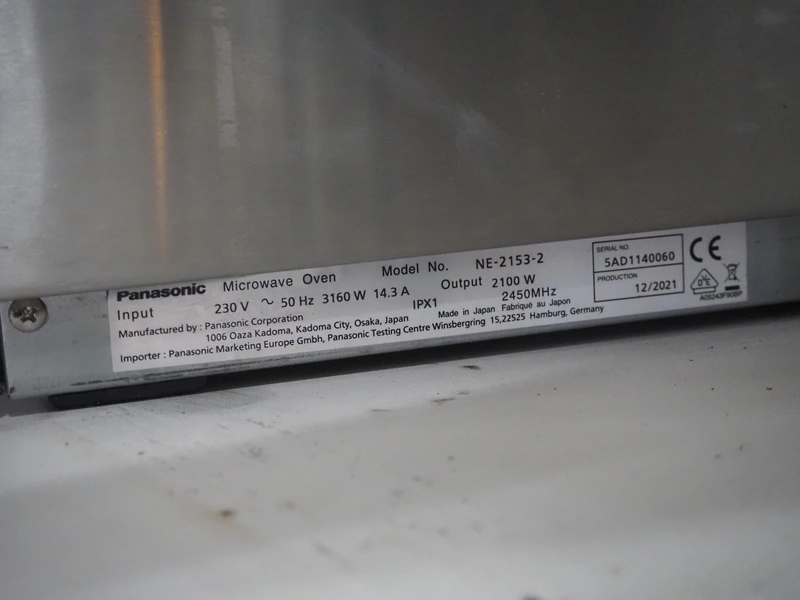 Panasonic Microwave Oven Model No. NE-2153-2
Input 230 V ~ 50 Hz 3160 W 14.3 A Output 2100 W
IPX1 2450MHz
Manufactured by : Panasonic Corporation
1006 Oaza Kadoma, Kadoma City, Osaka, Japan
Made in Japan Fabriqué au Japon
Importer : Panasonic Marketing Europe Gmbh, Panasonic Testing Centre Winsbergring 15,22525 Hamburg, Germany
SERIAL NO.
5AD1140060
PRODUCTION
12/2021
CE